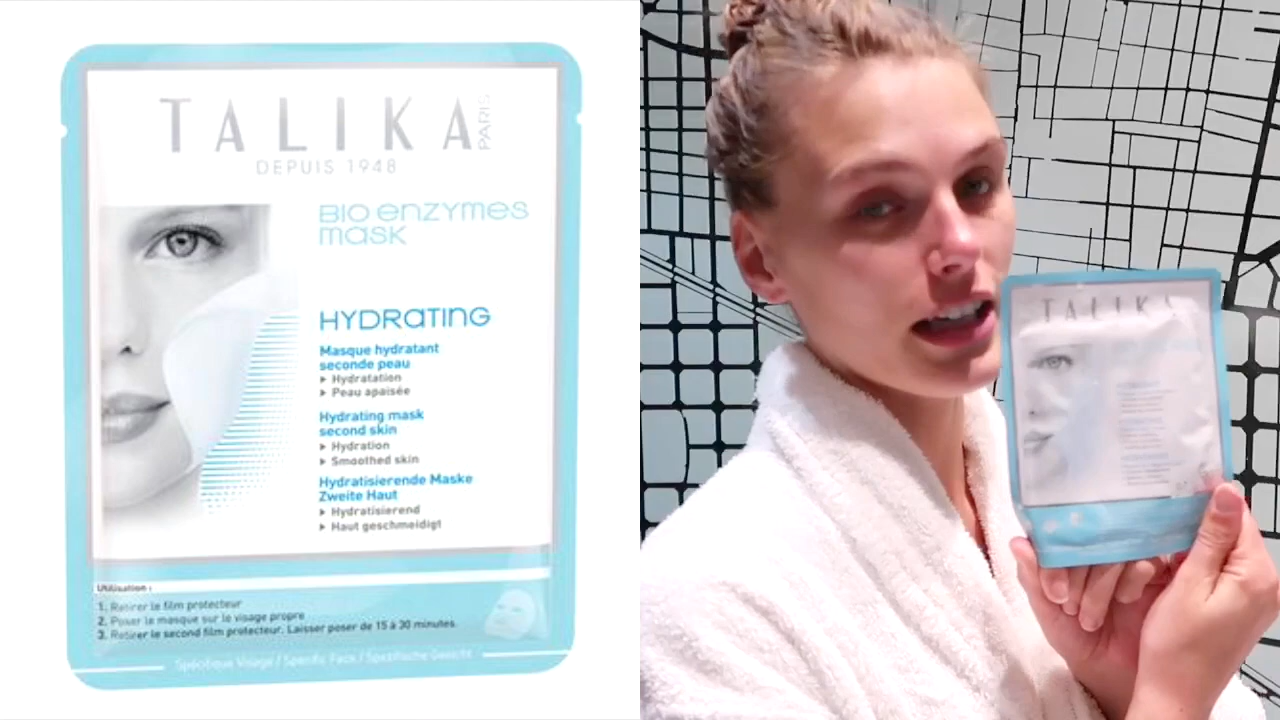 TALIKA
PARIS
DEPUIS 1948
BIO enzymes
mask
HYDRating
Masque hydratant
seconde peau
▸ Hydratation
▸ Peau apaisée
Hydrating mask
second skin
▸ Hydration
▸ Smoothed skin
Hydratisierende Maske
Zweite Haut
▸ Hydratisierend
▸ Haut geschmeidigt
Utilisation :
1. Retirer le film protecteur
2. Poser le masque sur le visage propre
3. Retirer le second film protecteur. Laisser poser de 15 à 30 minutes.
Spécifique Visage / Specific Face / Spezifische Gesicht
TALIKA